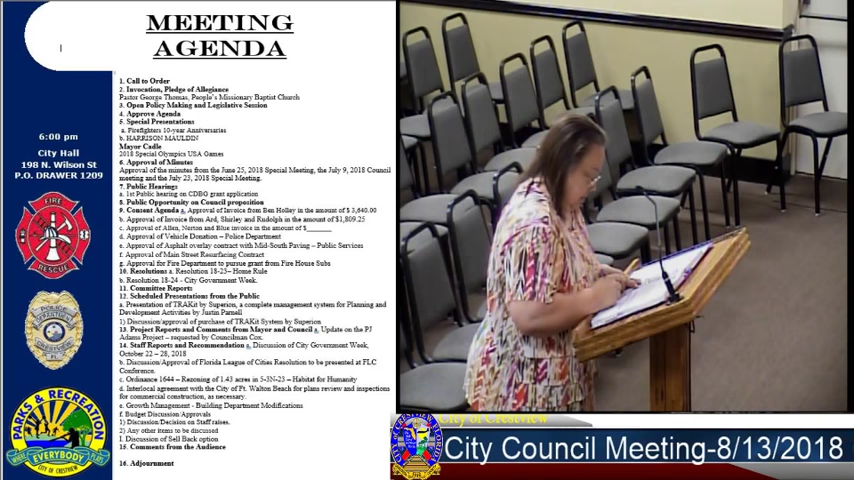 MEETING
AGENDA
1. Call to Order
2. Invocation, Pledge of Allegiance
Pastor George Thomas, People's Missionary Baptist Church
3. Open Policy Making and Legislative Session
4. Approve Agenda
5. Special Presentations
a. Firefighters 10-year Anniversaries
b. HARRISON MAULDIN
Mayor Cadle
2018 Special Olympics USA Games
6. Approval of Minutes
Approval of the minutes from the June 25, 2018 Special Meeting, the July 9, 2018 Council
meeting and the July 23, 2018 Special Meeting.
7. Public Hearings
a. 1st Public hearing on CDBG grant application
8. Public Opportunity on Council proposition
9. Consent Agenda a. Approval of Invoice from Ben Holley in the amount of $ 3,640.00
b. Approval of Invoice from Ard, Shirley and Rudolph in the amount of $1,809.25
c. Approval of Allen, Norton and Blue invoice in the amount of $______
d. Approval of Vehicle Donation – Police Department
e. Approval of Asphalt overlay contract with Mid-South Paving – Public Services
f. Approval of Main Street Resurfacing Contract
g. Approval for Fire Department to pursue grant from Fire House Subs
10. Resolutions a. Resolution 18-23– Home Rule
b. Resolution 18-24 - City Government Week.
11. Committee Reports
12. Scheduled Presentations from the Public
a. Presentation of TRAKit by Superion, a complete management system for Planning and
Development Activities by Justin Parnell
1) Discussion/approval of purchase of TRAKit System by Superion
13. Project Reports and Comments from Mayor and Council a. Update on the PJ
Adams Project – requested by Councilman Cox.
14. Staff Reports and Recommendation a. Discussion of City Government Week,
October 22 – 28, 2018
b. Discussion/Approval of Florida League of Cities Resolution to be presented at FLC
Conference.
c. Ordinance 1644 – Rezoning of 1.43 acres in 5-3N-23 – Habitat for Humanity
d. Interlocal agreement with the City of Ft. Walton Beach for plans review and inspections
for commercial construction, as necessary.
e. Growth Management - Building Department Modifications
f. Budget Discussion/Approvals
1) Discussion/Decision on Staff raises.
2) Any other items to be discussed
I. Discussion of Sell Back option
15. Comments from the Audience
16. Adjournment
6:00 pm
City Hall
198 N. Wilson St
P.O. DRAWER 1209
FIRE
RESCUE
POLICE
PARKS & RECREATION
WHERE EVERYBODY PLAYS
CITY OF CRESTVIEW
City of Crestview
City Council Meeting-8/13/2018